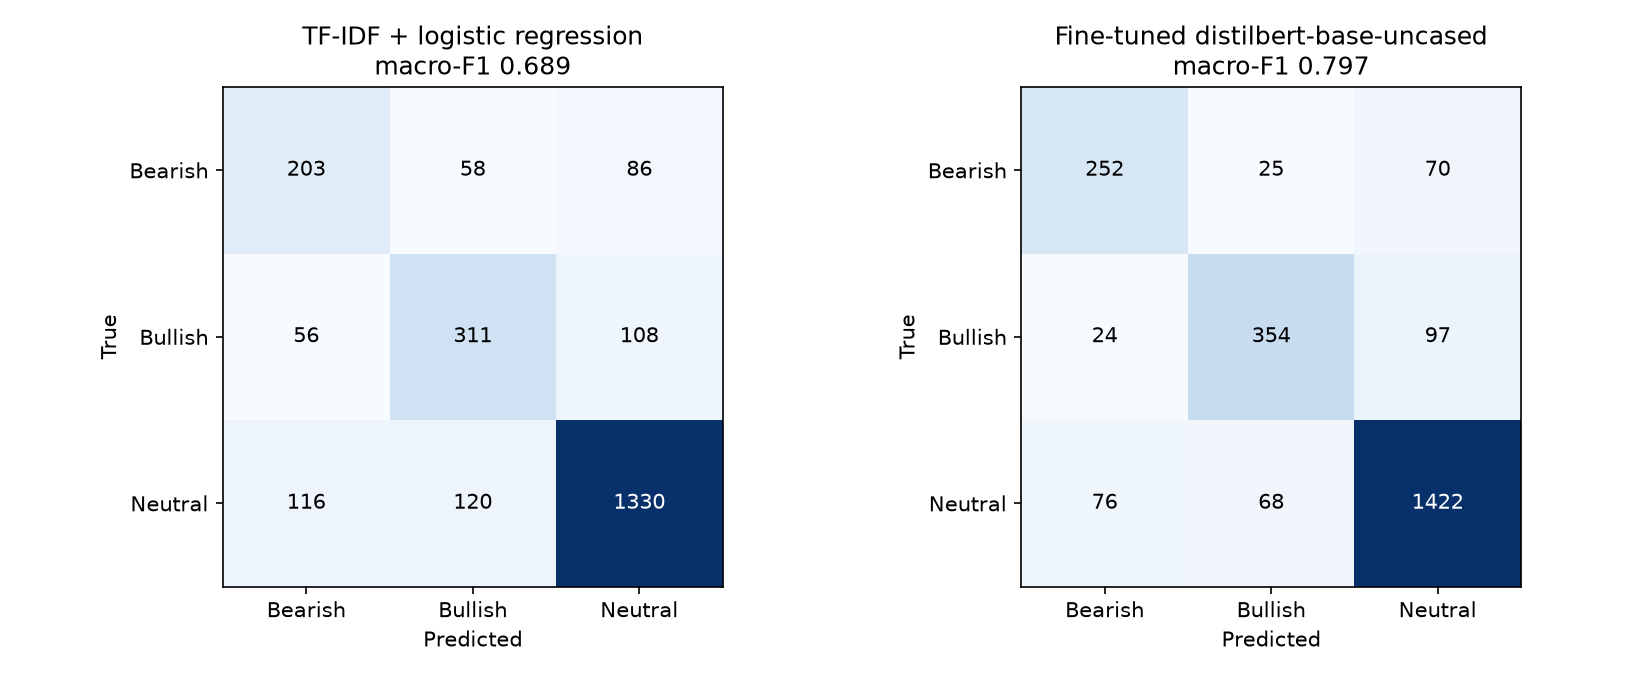 TF-IDF + logistic regression
macro-F1 0.689
True
Bearish 203 58 86
Bullish 56 311 108
Neutral 116 120 1330
Bearish Bullish Neutral
Predicted
Fine-tuned distilbert-base-uncased
macro-F1 0.797
True
Bearish 252 25 70
Bullish 24 354 97
Neutral 76 68 1422
Bearish Bullish Neutral
Predicted